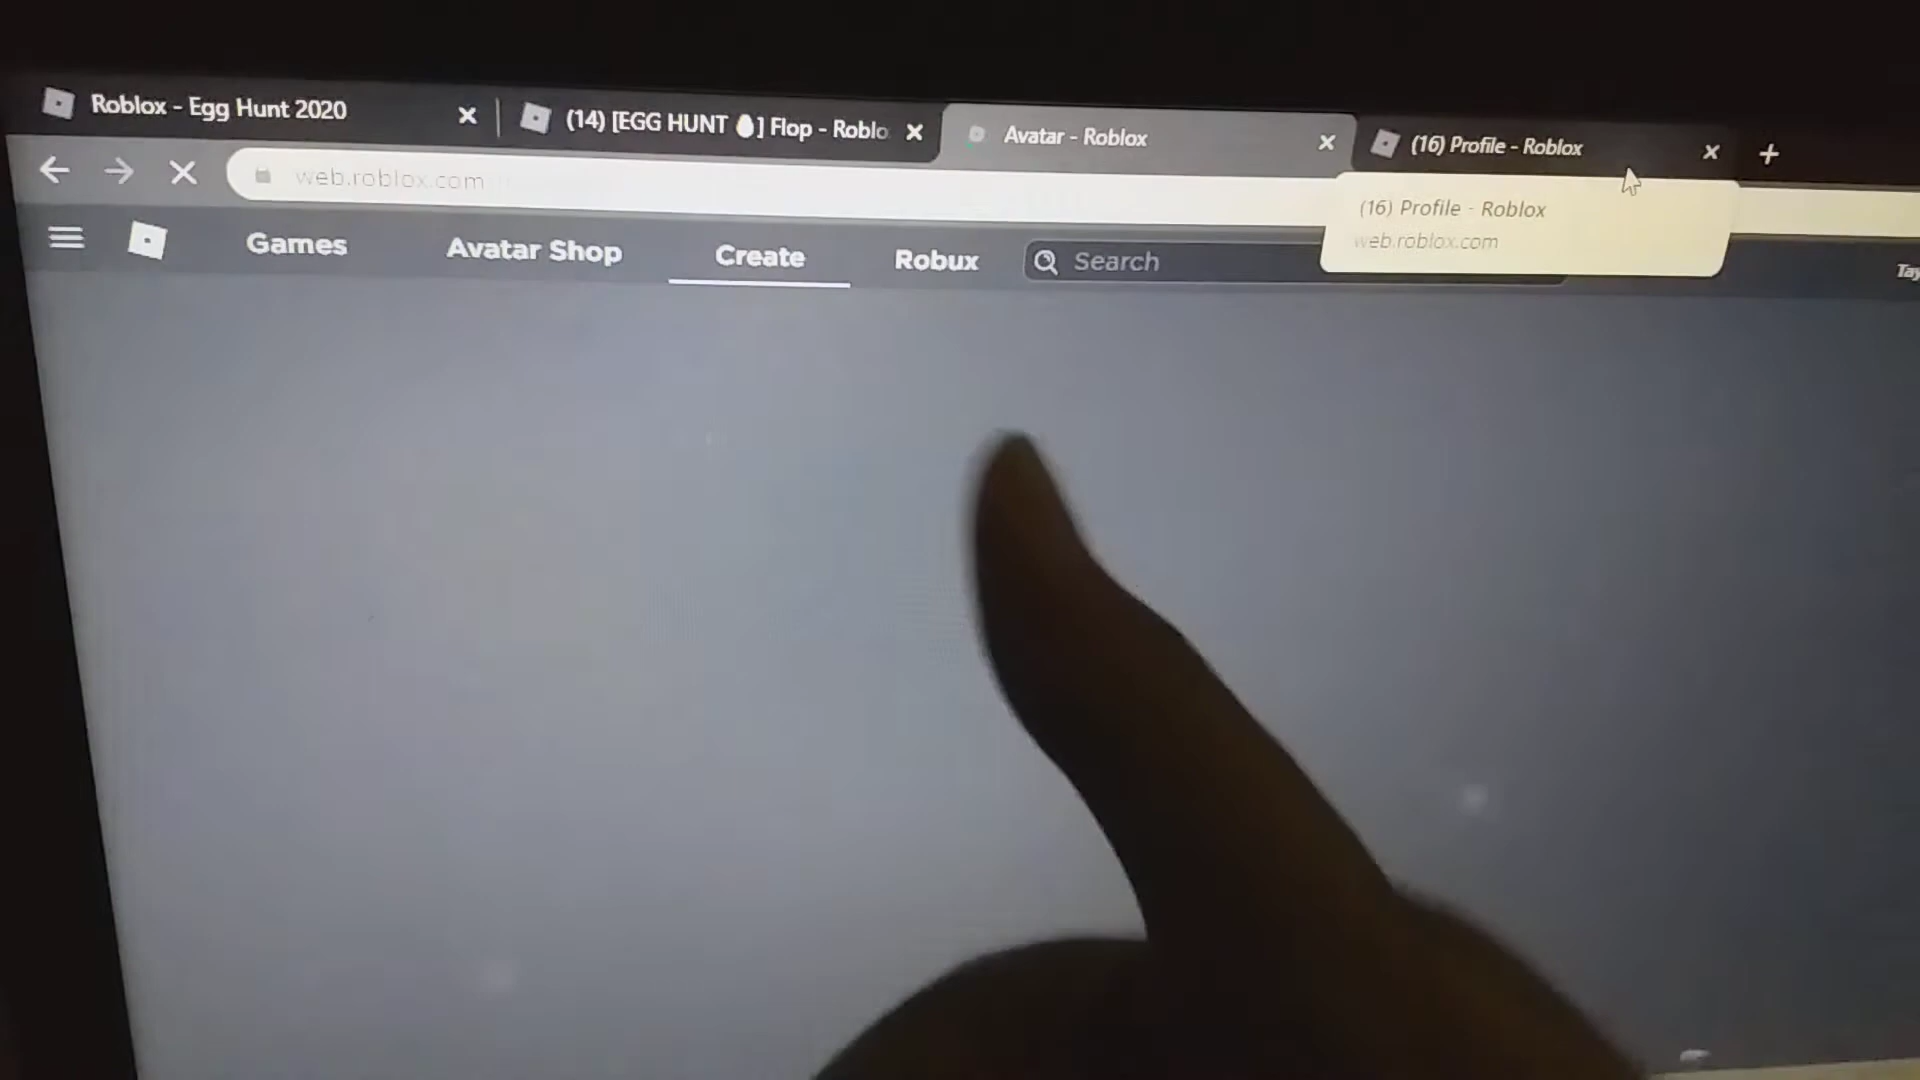 Roblox - Egg Hunt 2020
(14) [EGG HUNT 🥚] Flop - Roblo
Avatar - Roblox
(16) Profile - Roblox
web.roblox.com
(16) Profile - Roblox
web.roblox.com
Games
Avatar Shop
Create
Robux
Search
Tay